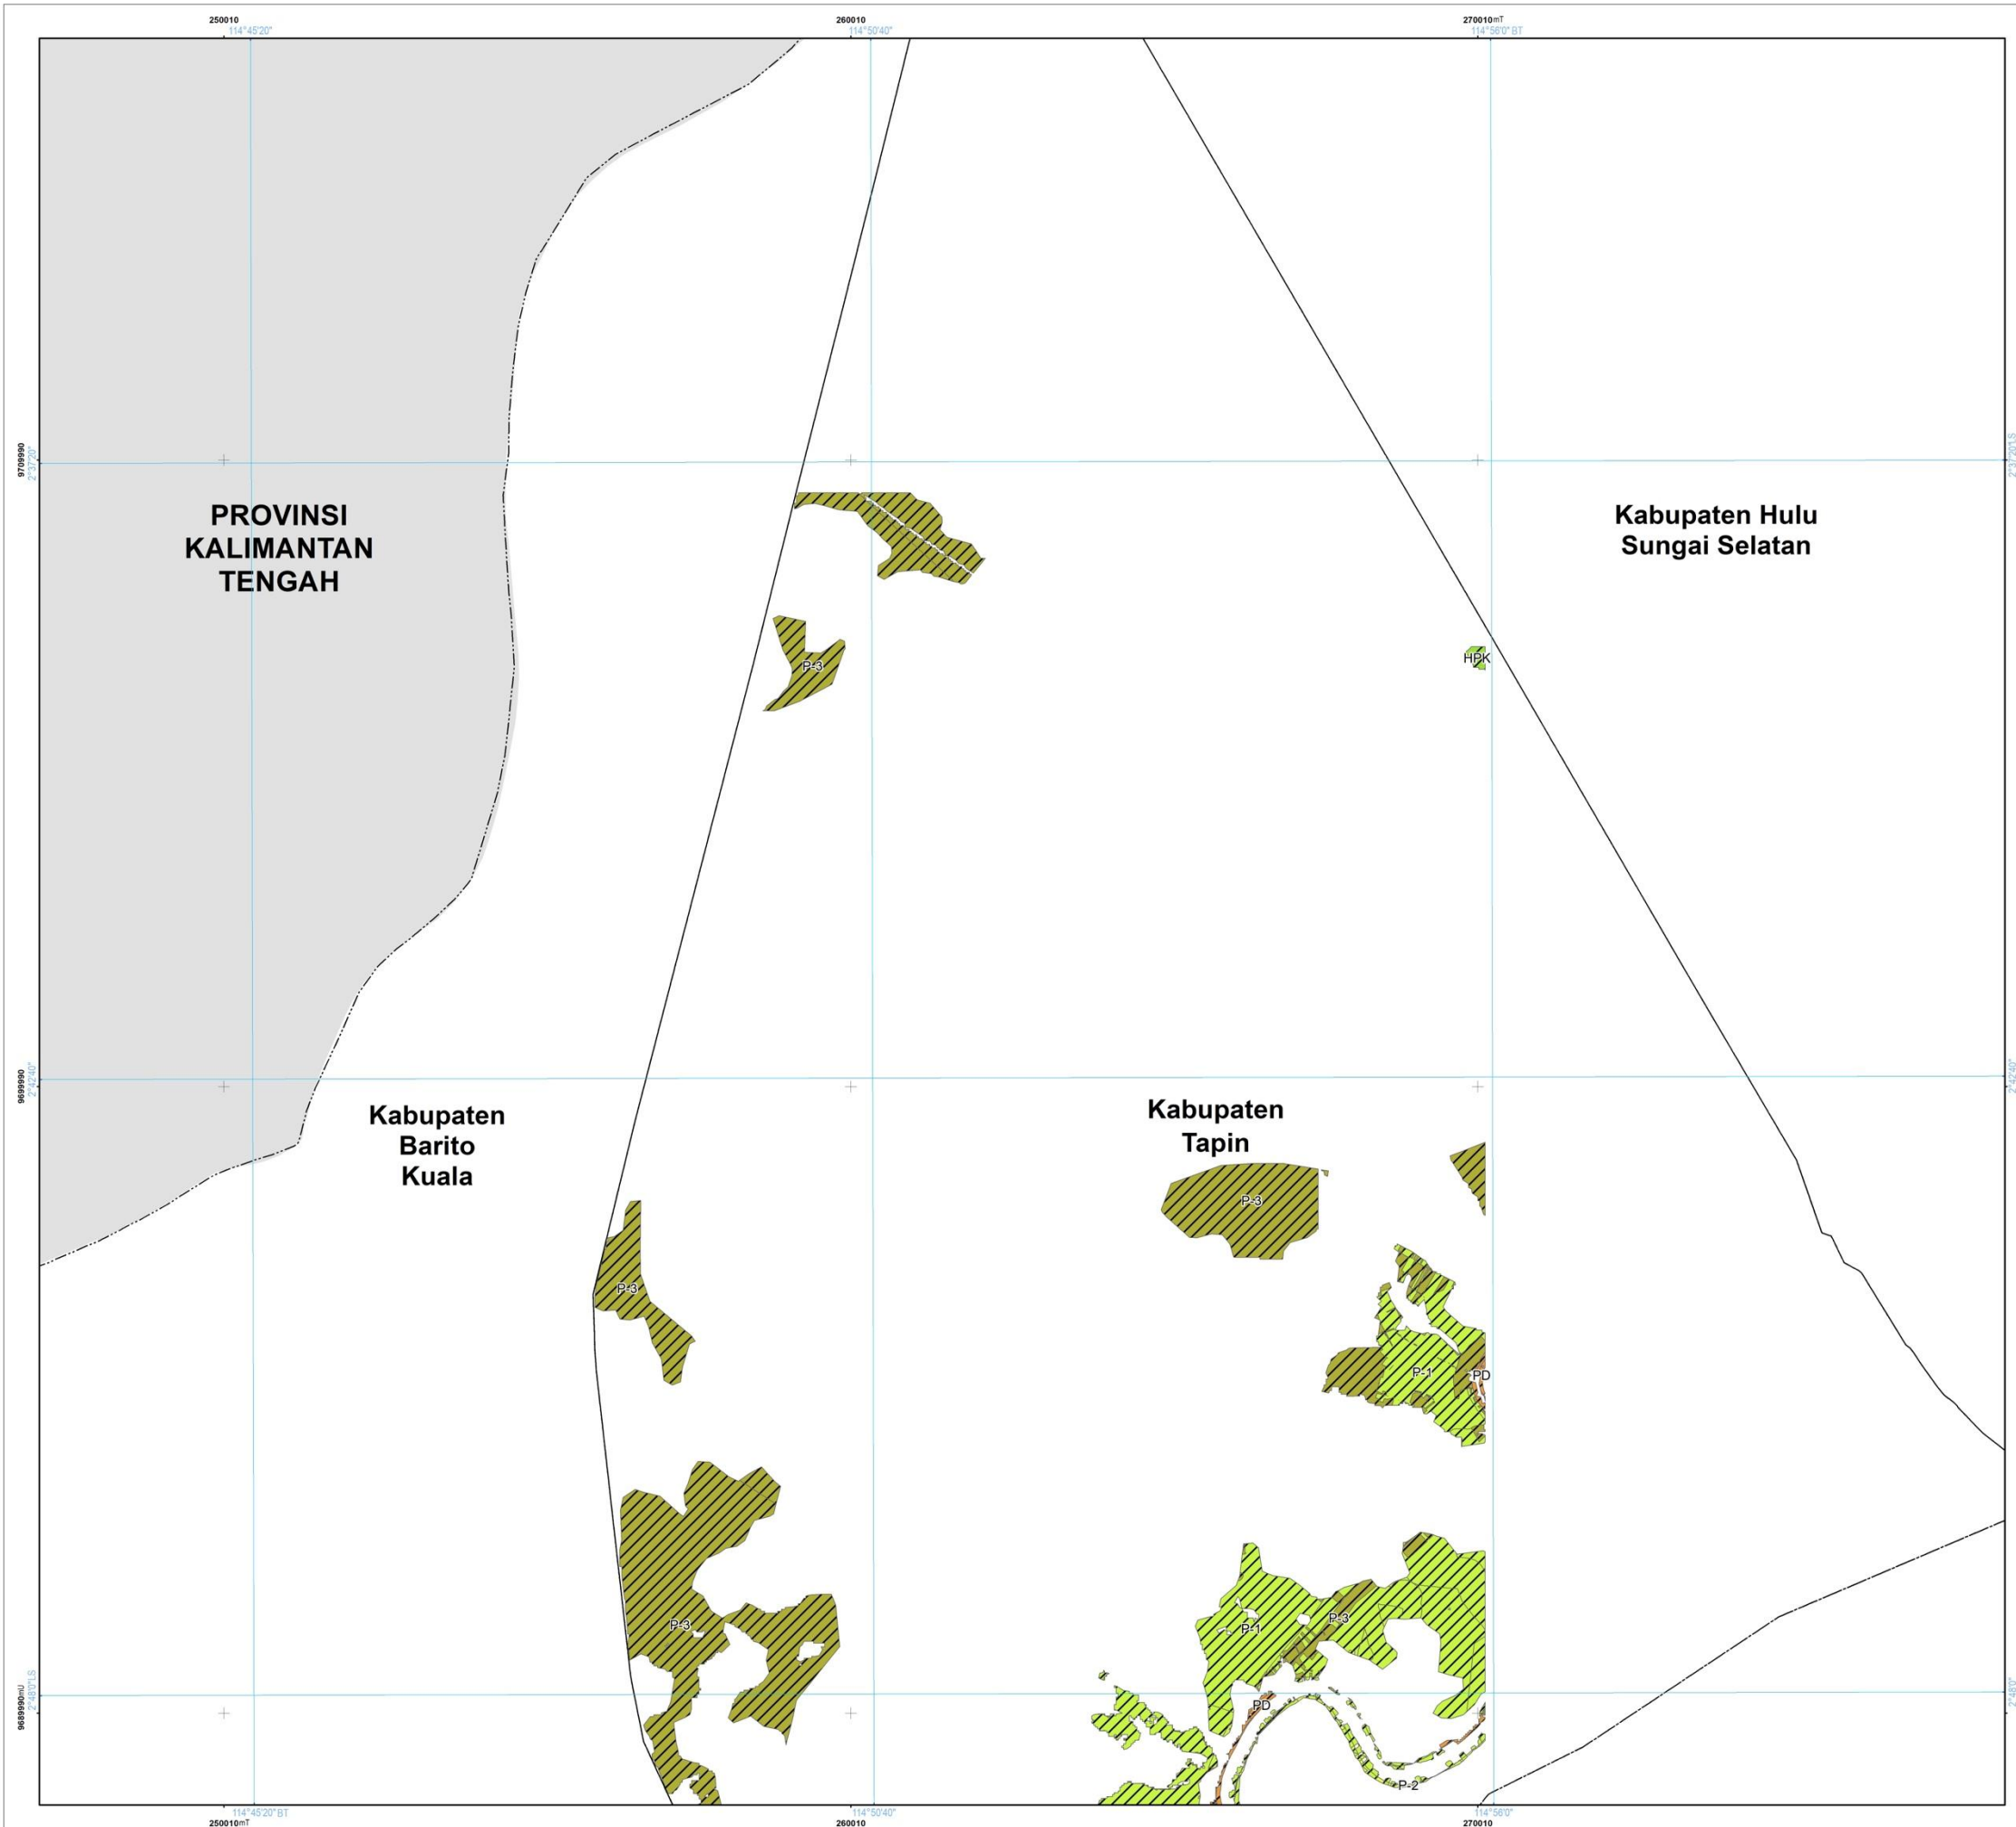 250010
260010
270010mT
114°45'20"
114°50'40"
114°56'0" BT
9709990
2°37'20"
2°37'20"LS
PROVINSI
KALIMANTAN
TENGAH
Kabupaten Hulu
Sungai Selatan
HPK
P-3
9699990
2°42'40"
2°42'40"
Kabupaten
Barito
Kuala
Kabupaten
Tapin
P-3
P-3
P-1
PD
P-3
P-1
P-3
9689990mU
2°48'0"LS
2°48'0"
PD
P-2
114°45'20" BT
114°50'40"
114°56'0"
250010mT
260010
270010